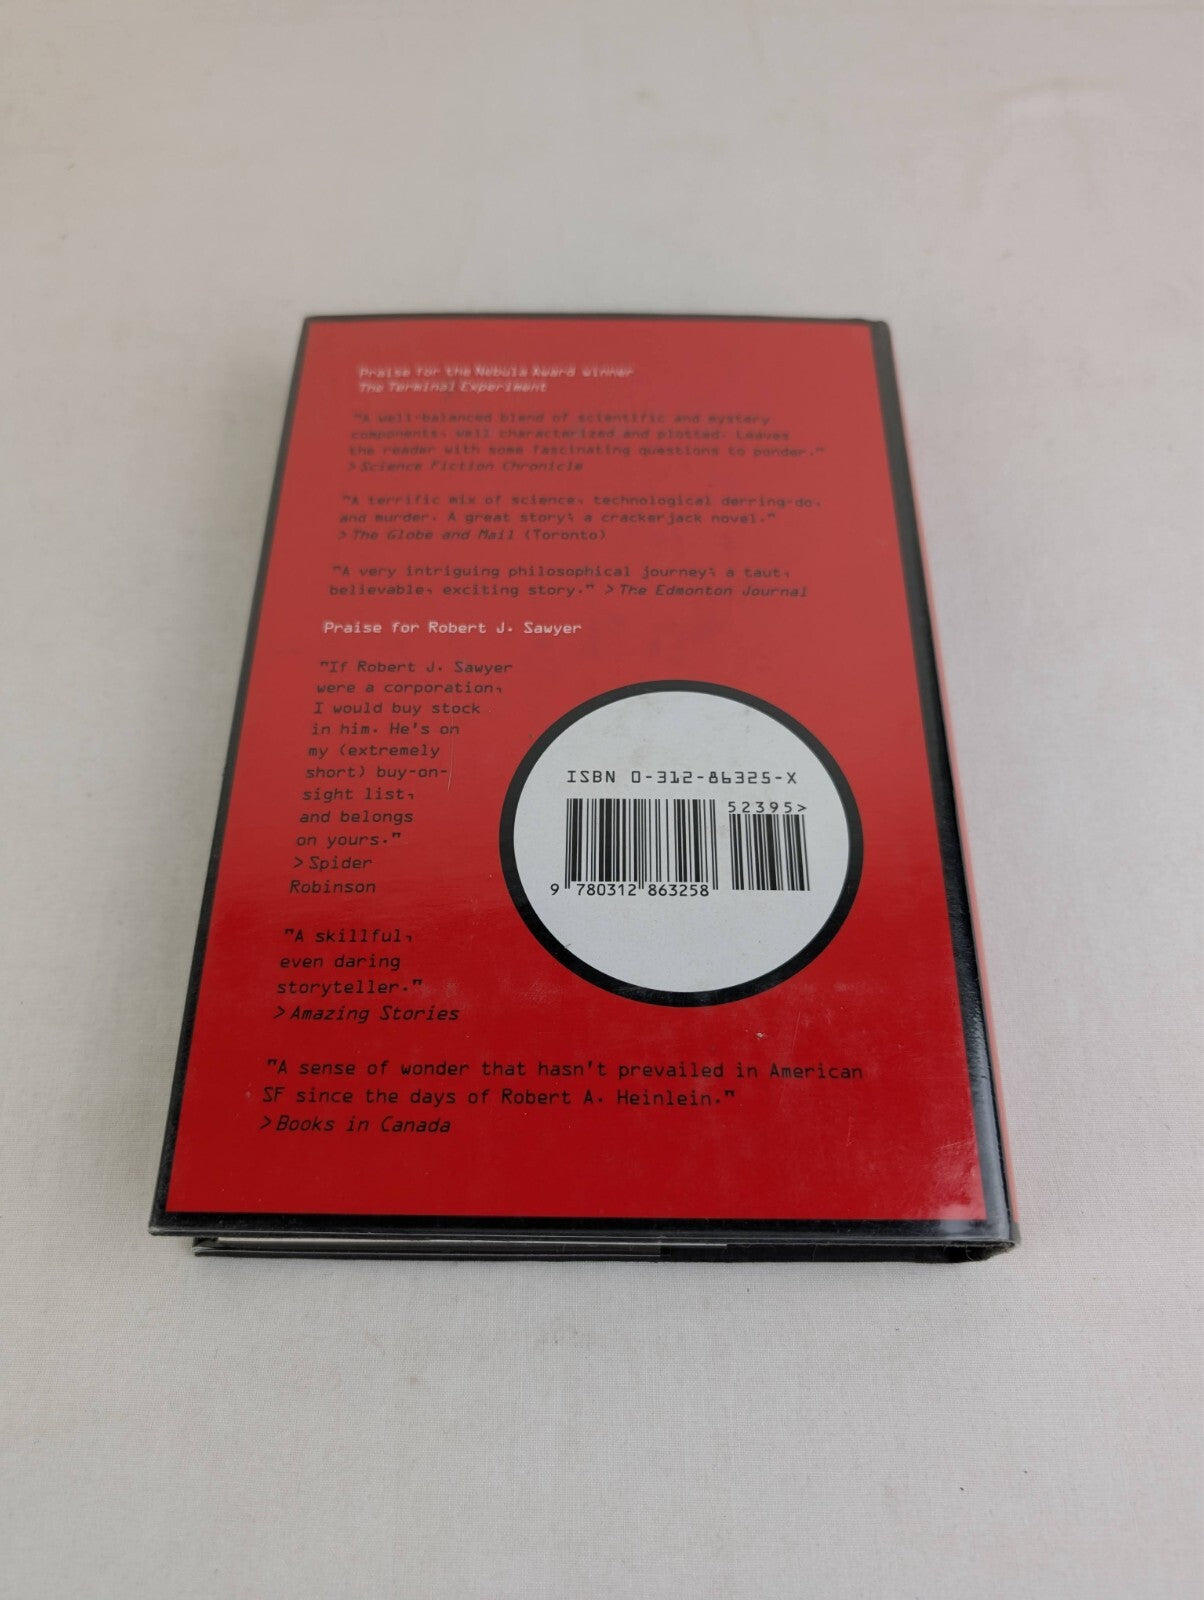 Praise for the Nebula Award winner
The Terminal Experiment
"A well-balanced blend of scientific and mystery
components, well characterized and plotted. Leaves
the reader with some fascinating questions to ponder."
> Science Fiction Chronicle
"A terrific mix of science, technological derring-do,
and murder. A great story; a crackerjack novel."
> The Globe and Mail (Toronto)
"A very intriguing philosophical journey; a taut,
believable, exciting story." > The Edmonton Journal
Praise for Robert J. Sawyer
"If Robert J. Sawyer
were a corporation,
I would buy stock
in him. He's on
my (extremely
short) buy-on-
sight list,
and belongs
on yours."
> Spider
Robinson
ISBN 0-312-86325-X
52395>
9 780312 863258
"A skillful,
even daring
storyteller."
> Amazing Stories
"A sense of wonder that hasn't prevailed in American
SF since the days of Robert A. Heinlein."
> Books in Canada